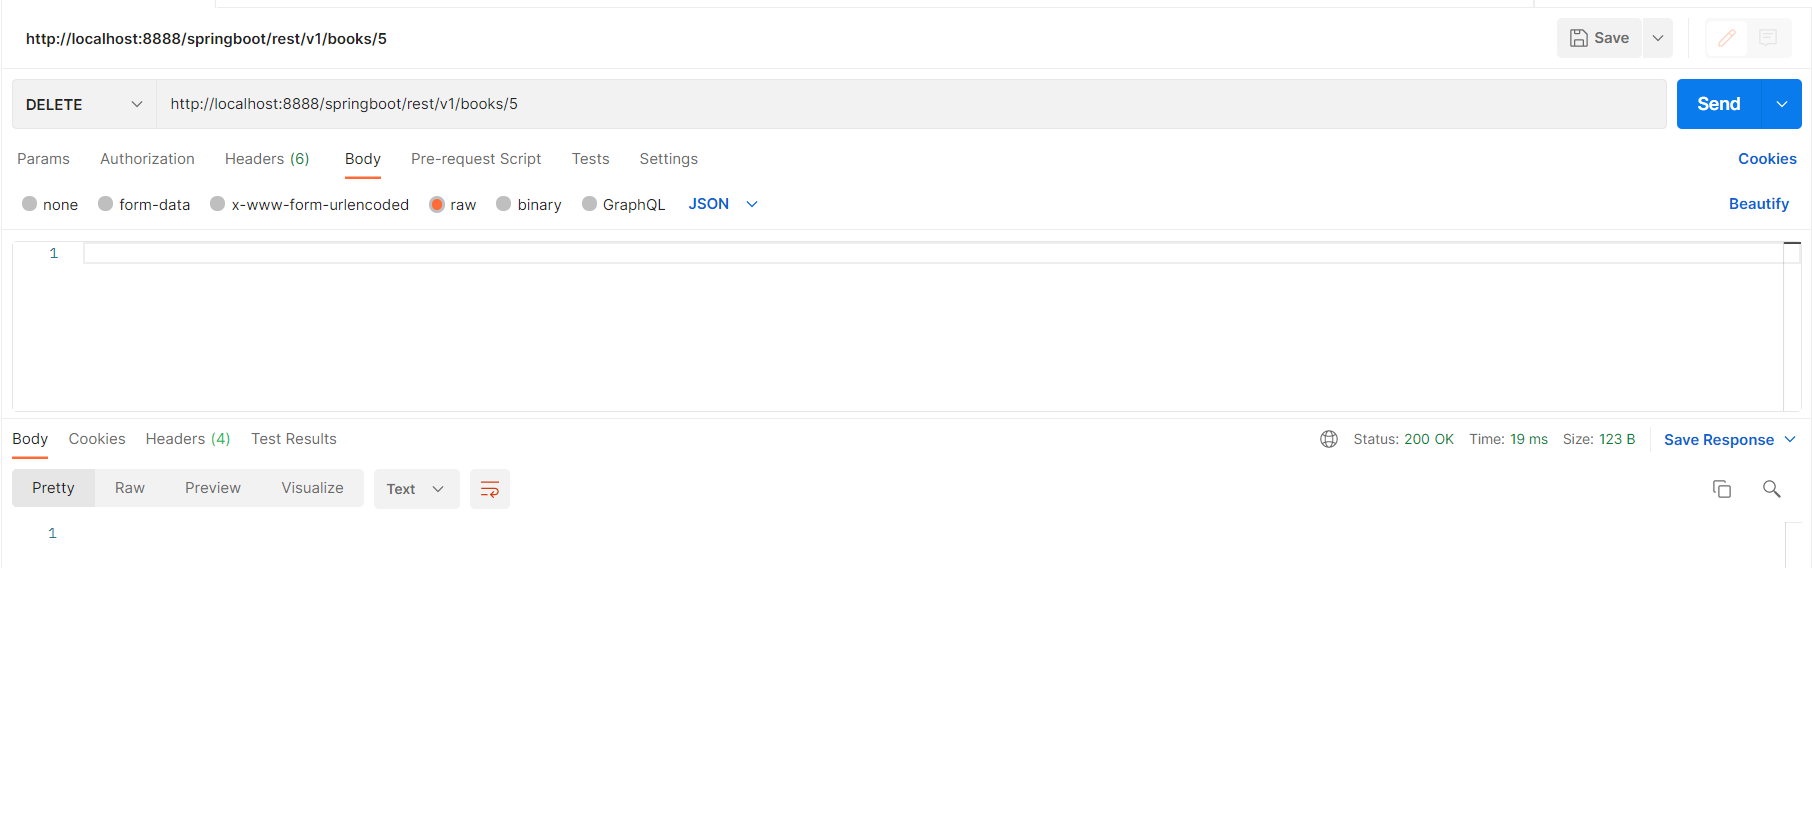 http://localhost:8888/springboot/rest/v1/books/5 Save
DELETE http://localhost:8888/springboot/rest/v1/books/5 Send
Params Authorization Headers (6) Body Pre-request Script Tests Settings Cookies
none form-data x-www-form-urlencoded raw binary GraphQL JSON Beautify
1
Body Cookies Headers (4) Test Results Status: 200 OK Time: 19 ms Size: 123 B Save Response
Pretty Raw Preview Visualize Text
1